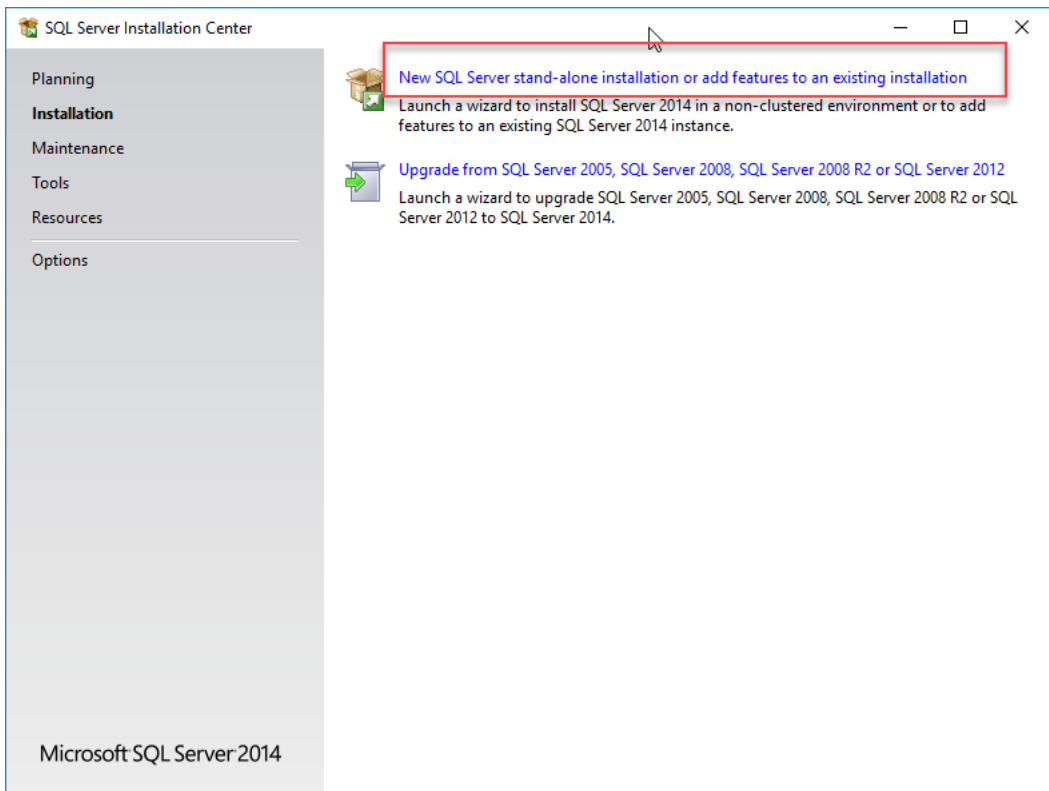 SQL Server Installation Center
Planning
Installation
Maintenance
Tools
Resources
Options
New SQL Server stand-alone installation or add features to an existing installation
Launch a wizard to install SQL Server 2014 in a non-clustered environment or to add
features to an existing SQL Server 2014 instance.
Upgrade from SQL Server 2005, SQL Server 2008, SQL Server 2008 R2 or SQL Server 2012
Launch a wizard to upgrade SQL Server 2005, SQL Server 2008, SQL Server 2008 R2 or SQL
Server 2012 to SQL Server 2014.
Microsoft SQL Server 2014